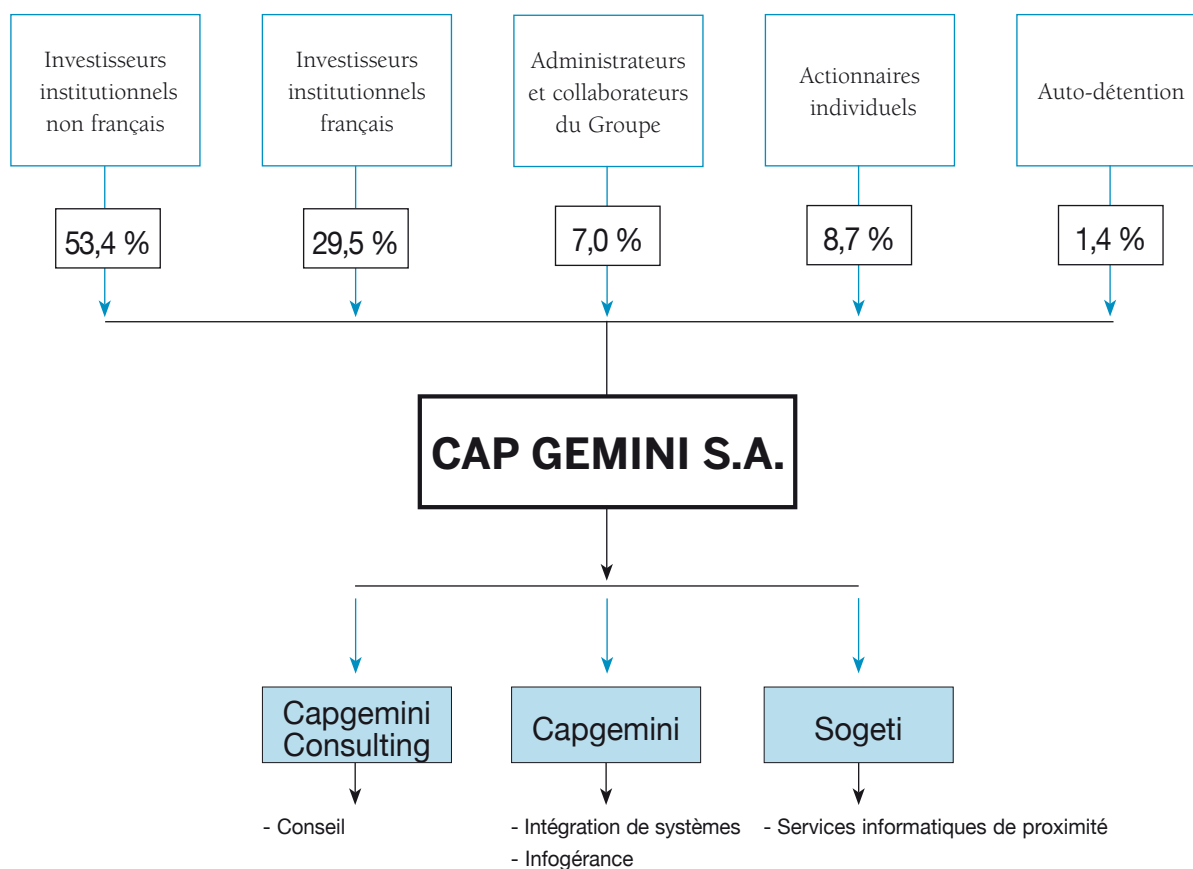 Investisseurs
institutionnels
non français
Investisseurs
institutionnels
français
Administrateurs
et collaborateurs
du Groupe
Actionnaires
individuels
Auto-détention
53,4 %
29,5 %
7,0 %
8,7 %
1,4 %
CAP GEMINI S.A.
Capgemini
Consulting
Capgemini
Sogeti
- Conseil
- Intégration de systèmes
- Infogérance
- Services informatiques de proximité